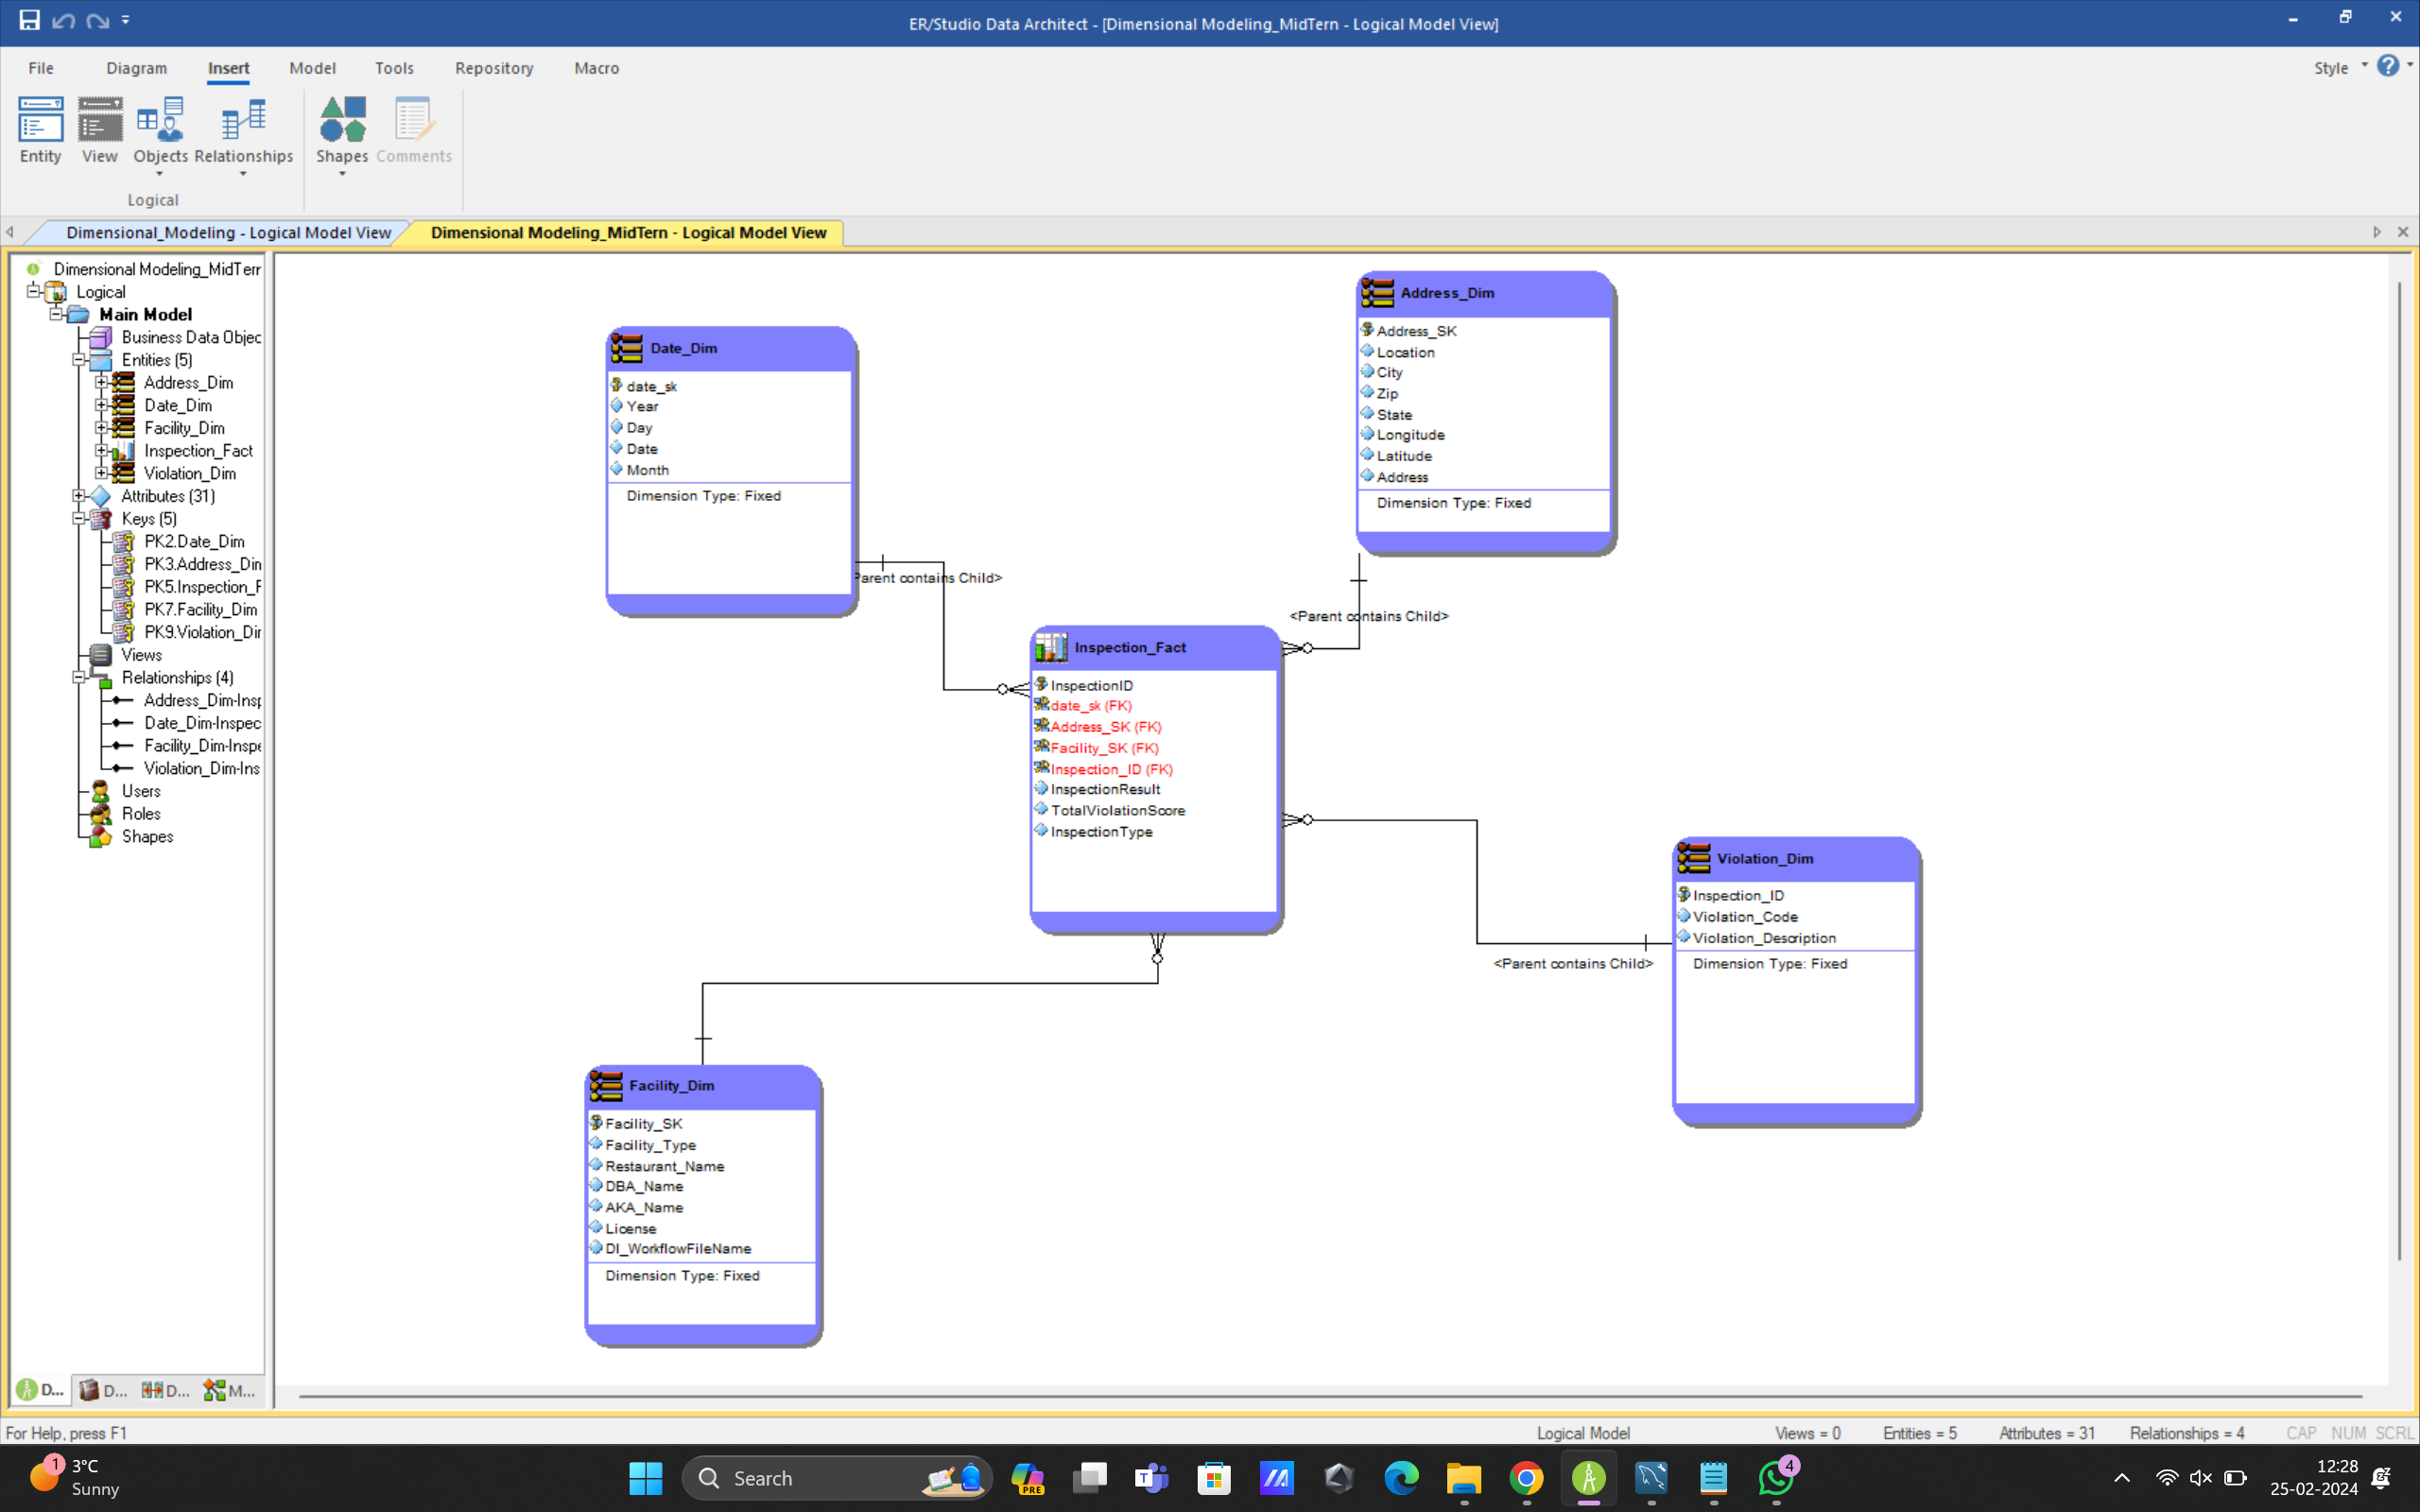 ER/Studio Data Architect - [Dimensional Modeling_MidTern - Logical Model View]
File Diagram Insert Model Tools Repository Macro Style
Entity View Objects Relationships Shapes Comments
Logical
Dimensional_Modeling - Logical Model View Dimensional Modeling_MidTern - Logical Model View
Dimensional Modeling_MidTerr
Logical
Main Model
Business Data Objec
Entities (5)
Address_Dim
Date_Dim
Facility_Dim
Inspection_Fact
Violation_Dim
Attributes (31)
Keys (5)
PK2.Date_Dim
PK3.Address_Din
PK5.Inspection_F
PK7.Facility_Dim
PK9.Violation_Dir
Views
Relationships (4)
Address_Dim-Insp
Date_Dim-Inspec
Facility_Dim-Inspe
Violation_Dim-Ins
Users
Roles
Shapes
D... D... D... M...
Date_Dim
date_sk
Year
Day
Date
Month
Dimension Type: Fixed
Parent contains Child>
Address_Dim
Address_SK
Location
City
Zip
State
Longitude
Latitude
Address
Dimension Type: Fixed
<Parent contains Child>
Inspection_Fact
InspectionID
date_sk (FK)
Address_SK (FK)
Facility_SK (FK)
Inspection_ID (FK)
InspectionResult
TotalViolationScore
InspectionType
Violation_Dim
Inspection_ID
Violation_Code
Violation_Description
Dimension Type: Fixed
<Parent contains Child>
Facility_Dim
Facility_SK
Facility_Type
Restaurant_Name
DBA_Name
AKA_Name
License
DI_WorkflowFileName
Dimension Type: Fixed
For Help, press F1 Logical Model Views = 0 Entities = 5 Attributes = 31 Relationships = 4 CAP NUM SCRL
1 3°C
Sunny
Search
PRE
T
4
12:28
25-02-2024